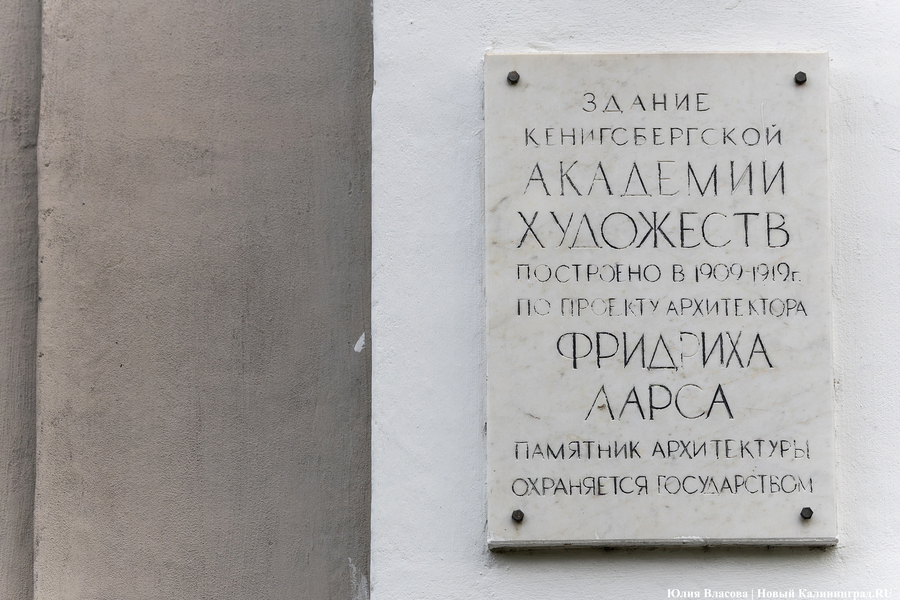 ЗДАНИЕ
КЕНИГСБЕРГСКОЙ
АКАДЕМИИ
ХУДОЖЕСТВ
ПОСТРОЕНО В 1909-1919г.
ПО ПРОЕКТУ АРХИТЕКТОРА
ФРИДРИХА
ЛАРСА
ПАМЯТНИК АРХИТЕКТУРЫ
ОХРАНЯЕТСЯ ГОСУДАРСТВОМ
Юлия Власова | Новый Калининград.RU